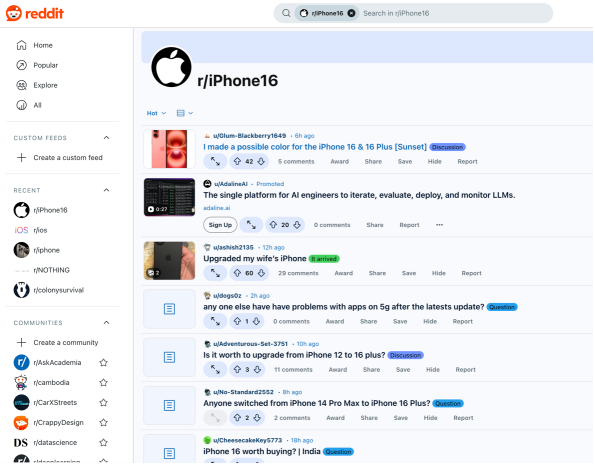 reddit
r/iPhone16
Search in r/iPhone16
Home
Popular
Explore
All
CUSTOM FEEDS
Create a custom feed
RECENT
r/iPhone16
iOS r/ios
r/iphone
r/NOTHING
r/colonysurvival
COMMUNITIES
Create a community
r/AskAcademia
r/cambodia
r/CarXStreets
r/CrappyDesign
DS r/datascience
r/iPhone16
Hot
u/Glum-Blackberry1649 • 6h ago
I made a possible color for the iPhone 16 & 16 Plus [Sunset] Discussion
42 5 comments Award Share Save Hide Report
u/AdalineAI • Promoted
The single platform for AI engineers to iterate, evaluate, deploy, and monitor LLMs.
adaline.ai
0:27
Sign Up 20 0 comments Share Report •••
u/ashish2135 • 12h ago
Upgraded my wife's iPhone It arrived
2
60 29 comments Award Share Save Hide Report
u/dogs0z • 2h ago
any one else have have problems with apps on 5g after the latests update? Question
1 0 comments Award Share Save Hide Report
u/Adventurous-Set-3751 • 10h ago
Is it worth to upgrade from iPhone 12 to 16 plus? Discussion
3 11 comments Award Share Save Hide Report
u/No-Standard2552 • 8h ago
Anyone switched from iPhone 14 Pro Max to iPhone 16 Plus? Question
2 2 comments Award Share Save Hide Report
u/CheesecakeKey5773 • 18h ago
iPhone 16 worth buying? | India Question